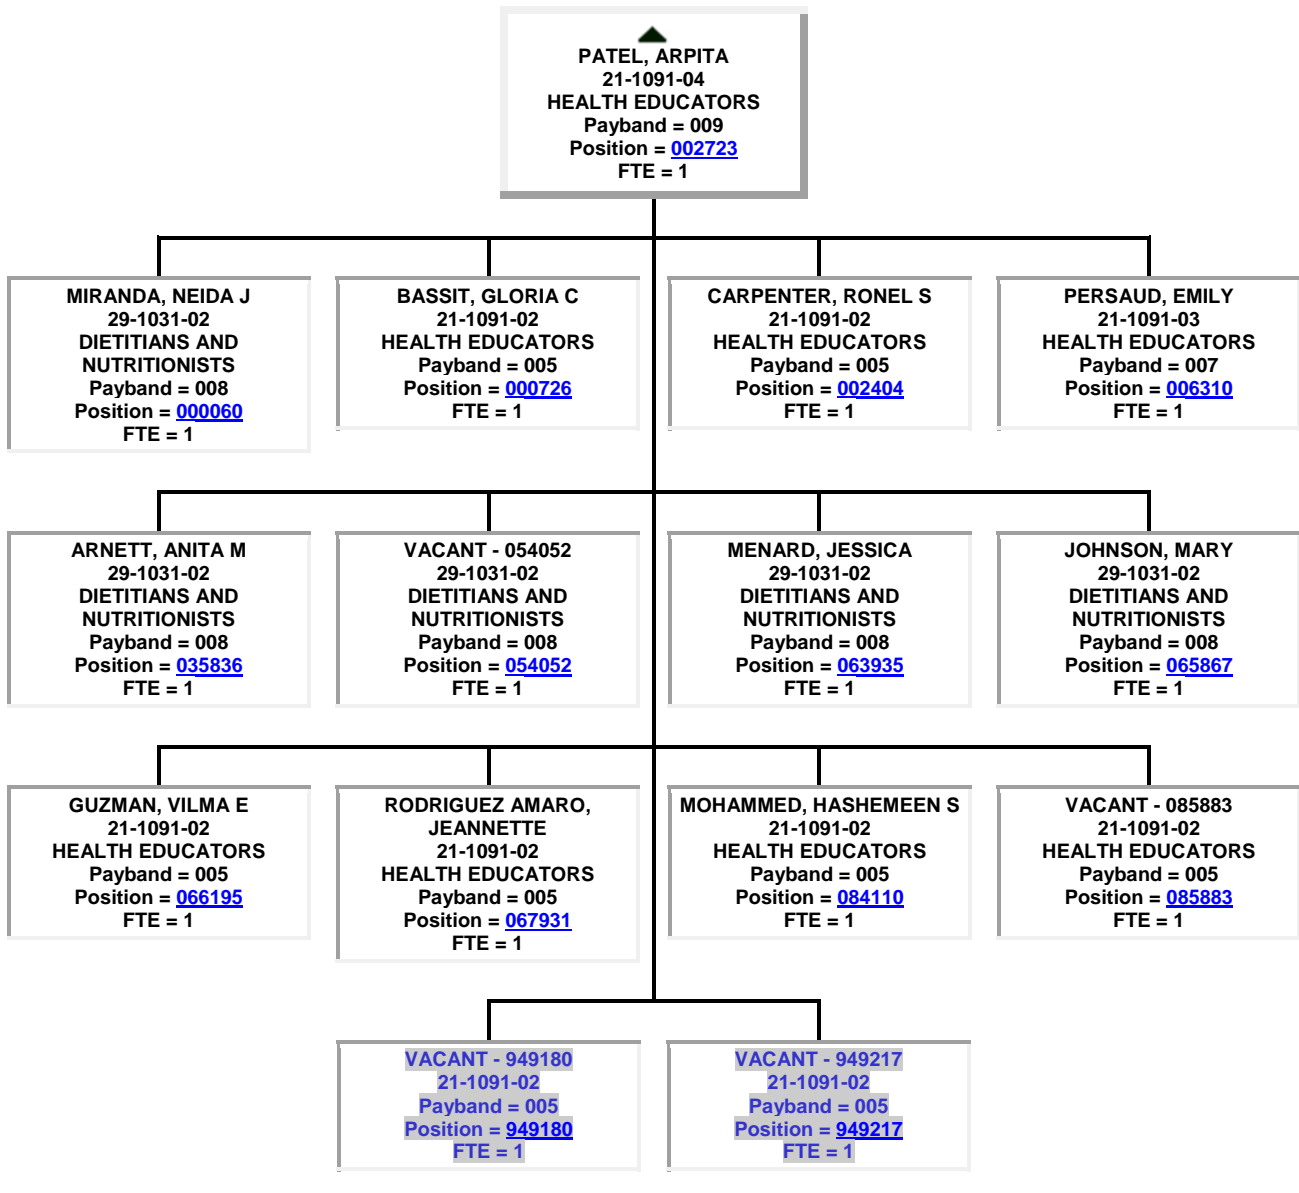 PATEL, ARPITA
21-1091-04
HEALTH EDUCATORS
Payband = 009
Position = 002723
FTE = 1
MIRANDA, NEIDA J
29-1031-02
DIETITIANS AND
NUTRITIONISTS
Payband = 008
Position = 000060
FTE = 1
BASSIT, GLORIA C
21-1091-02
HEALTH EDUCATORS
Payband = 005
Position = 000726
FTE = 1
CARPENTER, RONEL S
21-1091-02
HEALTH EDUCATORS
Payband = 005
Position = 002404
FTE = 1
PERSAUD, EMILY
21-1091-03
HEALTH EDUCATORS
Payband = 007
Position = 006310
FTE = 1
ARNETT, ANITA M
29-1031-02
DIETITIANS AND
NUTRITIONISTS
Payband = 008
Position = 035836
FTE = 1
VACANT - 054052
29-1031-02
DIETITIANS AND
NUTRITIONISTS
Payband = 008
Position = 054052
FTE = 1
MENARD, JESSICA
29-1031-02
DIETITIANS AND
NUTRITIONISTS
Payband = 008
Position = 063935
FTE = 1
JOHNSON, MARY
29-1031-02
DIETITIANS AND
NUTRITIONISTS
Payband = 008
Position = 065867
FTE = 1
GUZMAN, VILMA E
21-1091-02
HEALTH EDUCATORS
Payband = 005
Position = 066195
FTE = 1
RODRIGUEZ AMARO,
JEANNETTE
21-1091-02
HEALTH EDUCATORS
Payband = 005
Position = 067931
FTE = 1
MOHAMMED, HASHEMEEN S
21-1091-02
HEALTH EDUCATORS
Payband = 005
Position = 084110
FTE = 1
VACANT - 085883
21-1091-02
HEALTH EDUCATORS
Payband = 005
Position = 085883
FTE = 1
VACANT - 949180
21-1091-02
Payband = 005
Position = 949180
FTE = 1
VACANT - 949217
21-1091-02
Payband = 005
Position = 949217
FTE = 1